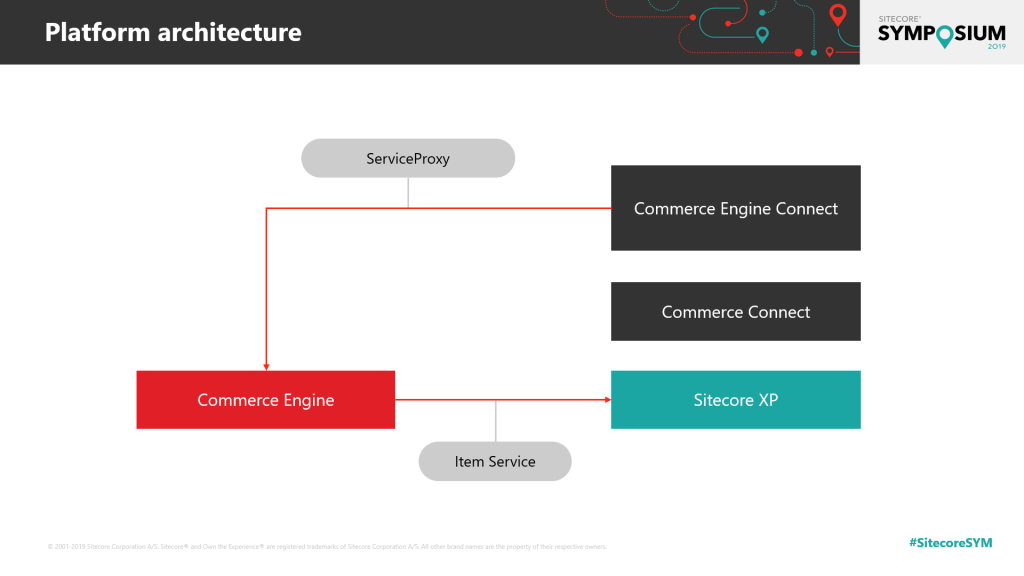 Platform architecture
SITECORE®
SYMPOSIUM
2019
ServiceProxy
Commerce Engine Connect
Commerce Connect
Commerce Engine
Sitecore XP
Item Service
© 2001-2019 Sitecore Corporation A/S. Sitecore® and Own the Experience® are registered trademarks of Sitecore Corporation A/S. All other brand names are the property of their respective owners.
#SitecoreSYM